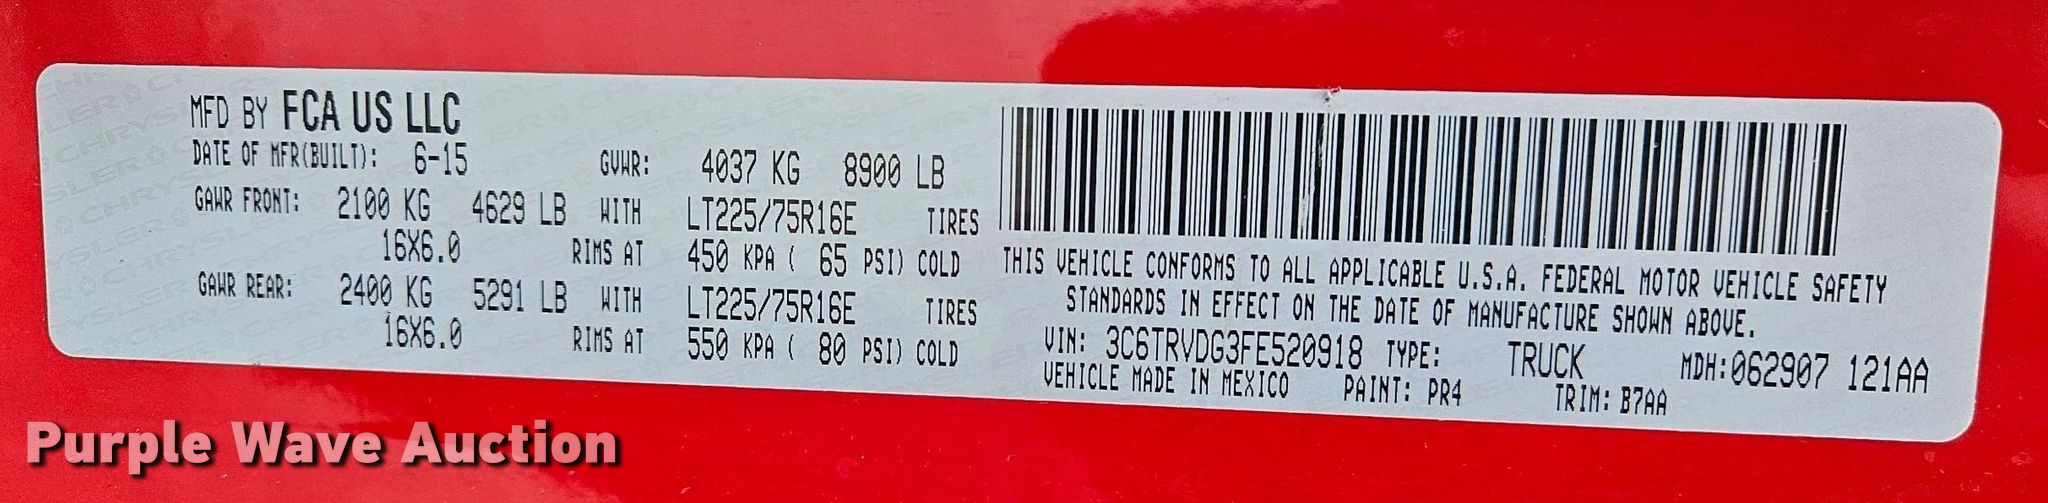 MFD BY FCA US LLC
DATE OF MFR(BUILT): 6-15 GVWR: 4037 KG 8900 LB
GAWR FRONT: 2100 KG 4629 LB WITH LT225/75R16E TIRES
16X6.0 RIMS AT 450 KPA ( 65 PSI) COLD
GAWR REAR: 2400 KG 5291 LB WITH LT225/75R16E TIRES
16X6.0 RIMS AT 550 KPA ( 80 PSI) COLD
THIS VEHICLE CONFORMS TO ALL APPLICABLE U.S.A. FEDERAL MOTOR VEHICLE SAFETY
STANDARDS IN EFFECT ON THE DATE OF MANUFACTURE SHOWN ABOVE.
VIN: 3C6TRVDG3FE520918 TYPE: TRUCK MDH:062907 121AA
VEHICLE MADE IN MEXICO PAINT: PR4 TRIM: B7AA
Purple Wave Auction